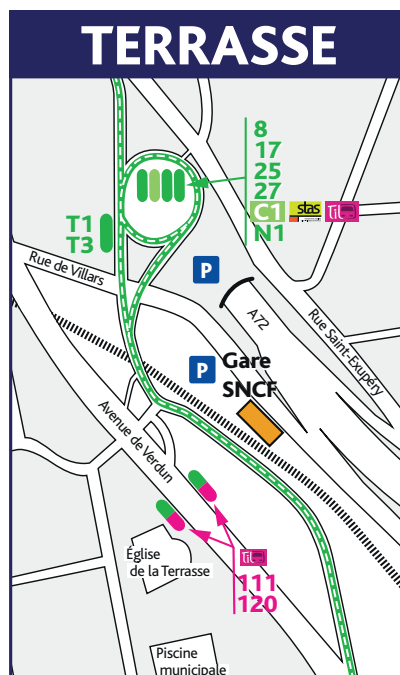 TERRASSE
8
17
25
27
C1 stas TiL
N1
T1
T3
Rue de Villars
P
A72
Rue Saint-Exupéry
P
Gare
SNCF
Avenue de Verdun
Église
de la Terrasse
TiL
111
120
Piscine
municipale